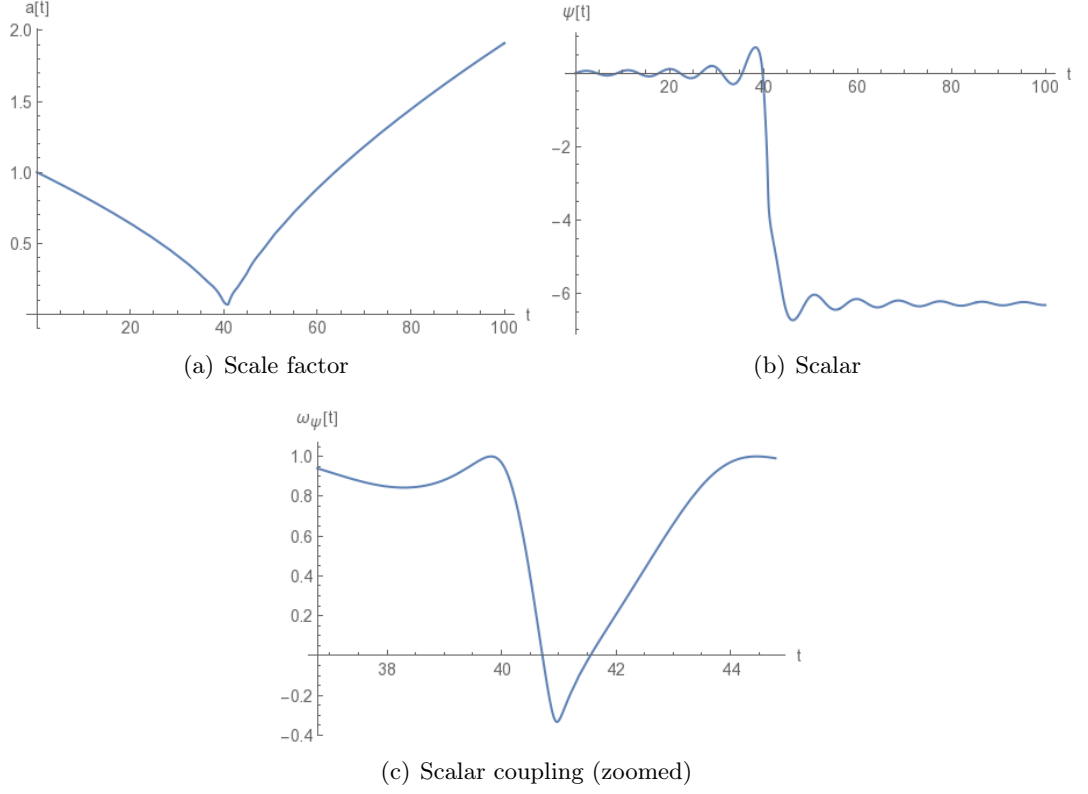 a[t]
2.0
1.5
1.0
0.5
20 40 60 80 100 t
(a) Scale factor
ψ[t]
20 40 60 80 100 t
−2
−4
−6
(b) Scalar
ωψ[t]
1.0
0.8
0.6
0.4
0.2
38 40 42 44 t
−0.2
−0.4
(c) Scalar coupling (zoomed)